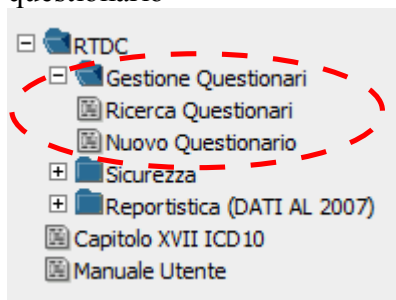 questionario
RTDC
Gestione Questionari
Ricerca Questionari
Nuovo Questionario
Sicurezza
Reportistica (DATI AL 2007)
Capitolo XVII ICD10
Manuale Utente